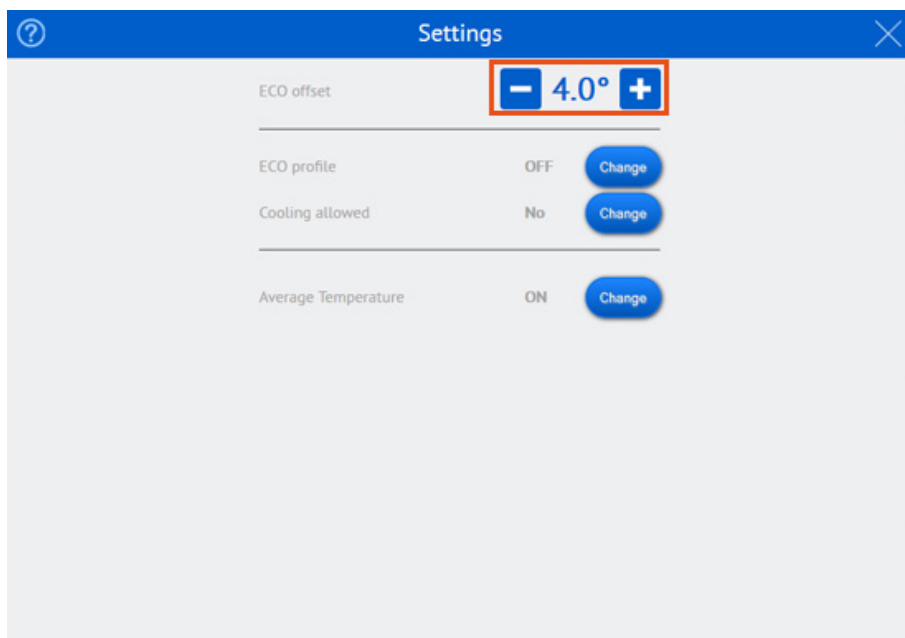 ? Settings
ECO offset − 4.0° +
ECO profile OFF Change
Cooling allowed No Change
Average Temperature ON Change